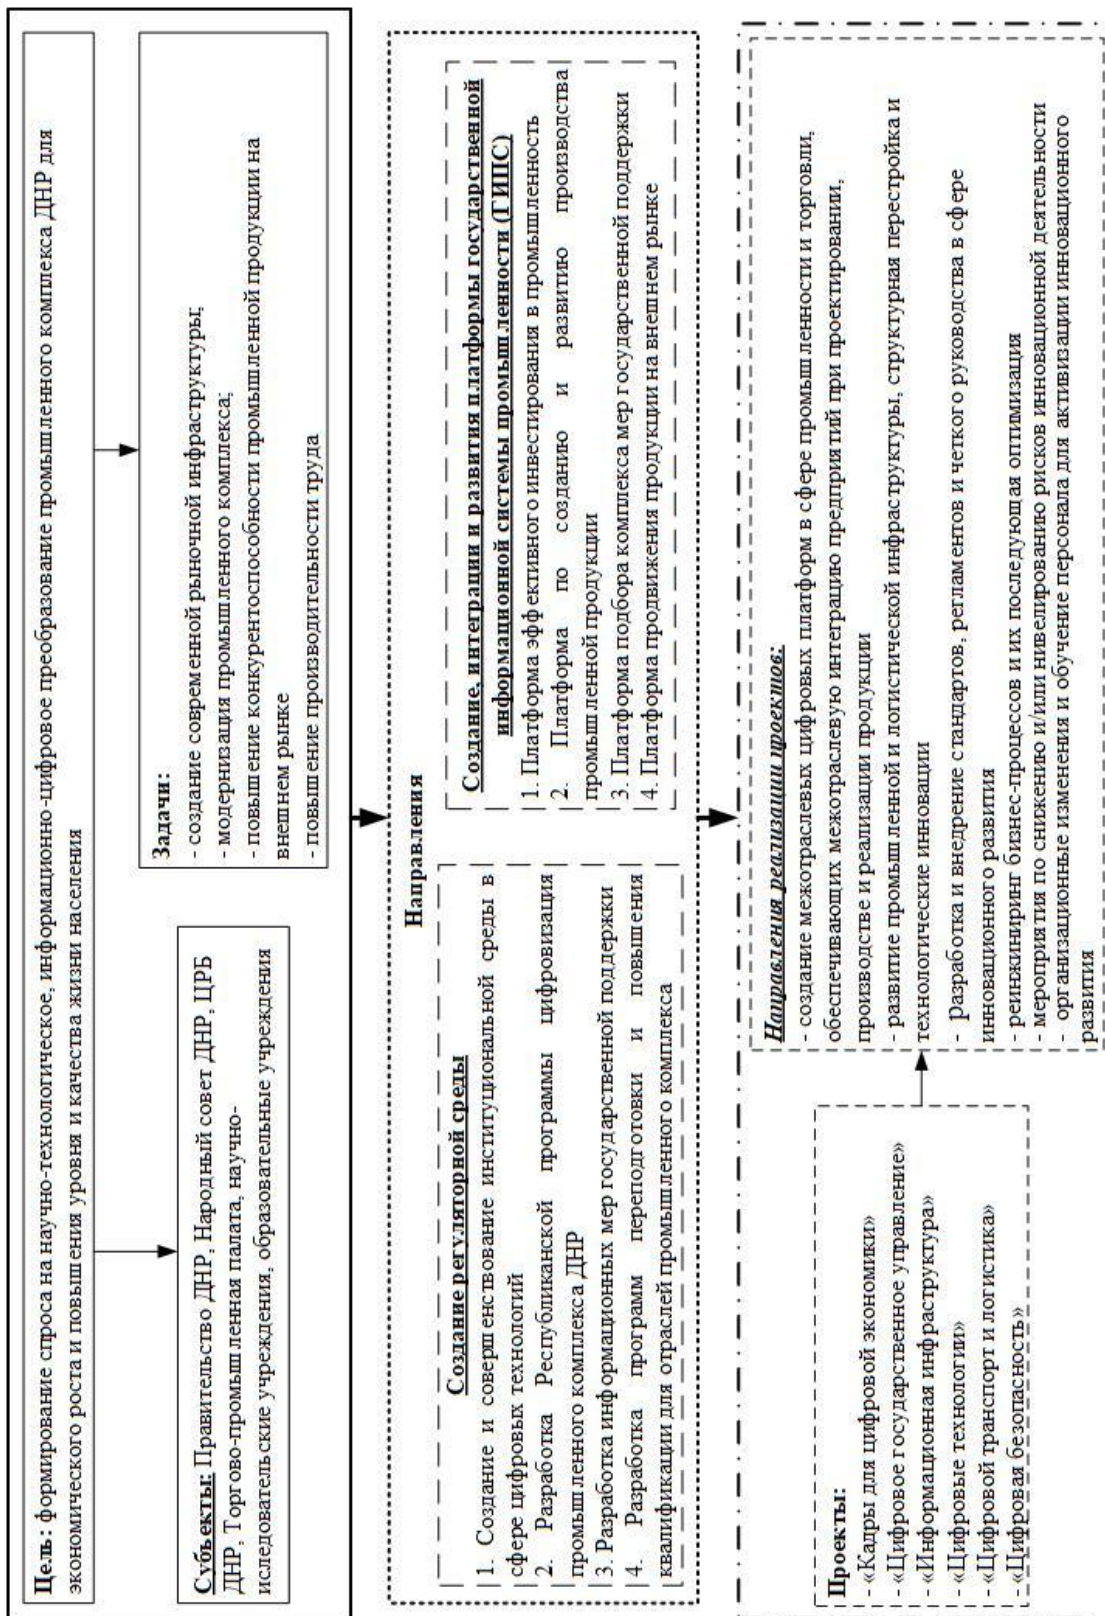 Цель: формирование спроса на научно-технологическое, информационно-цифровое преобразование промышленного комплекса ДНР для
экономического роста и повышения уровня и качества жизни населения
Субъекты: Правительство ДНР, Народный совет ДНР, ЦРБ
ДНР, Торгово-промышленная палата, научно-
иследовательские учреждения, образовательные учреждения
Задачи:
- создание современной рыночной инфраструктуры;
- модернизация промышленного комплекса;
- повышение конкурентоспособности промышленной продукции на
внешнем рынке
- повышение производительности труда
Направления
Создание регуляторной среды
1. Создание и совершенствование институциональной среды в
сфере цифровых технологий
2. Разработка Республиканской программы цифровизация
промышленного комплекса ДНР
3. Разработка информационных мер государственной поддержки
4. Разработка программ переподготовки и повышения
квалификации для отраслей промышленного комплекса
Создание, интеграции и развития платформы государственной
информационной системы промышленности (ГИПС)
1. Платформа эффективного инвестирования в промышленность
2. Платформа по созданию и развитию производства
промышленной продукции
3. Платформа подбора комплекса мер государственной поддержки
4. Платформа продвижения продукции на внешнем рынке
Проекты:
- «Кадры для цифровой экономики»
- «Цифровое государственное управление»
- «Информационная инфраструктура»
- «Цифровые технологии»
- «Цифровой транспорт и логистика»
- «Цифровая безопасность»
Направления реализации проектов:
- создание межотраслевых цифровых платформ в сфере промышленности и торговли,
обеспечивающих межотраслевую интеграцию предприятий при проектировании,
производстве и реализации продукции
- развитие промышленной и логистической инфраструктуры, структурная перестройка и
технологические инновации
- разработка и внедрение стандартов, регламентов и четкого руководства в сфере
инновационного развития
- реинжиниринг бизнес-процессов и их последующая оптимизация
- мероприятия по снижению и/или нивелированию рисков инновационной деятельности
- организационные изменения и обучение персонала для активизации инновационного
развития